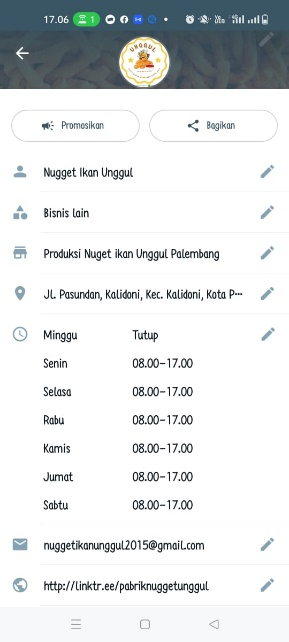 17.06
1
UNGGUL
Promosikan
Bagikan
Nugget Ikan Unggul
Bisnis lain
Produksi Nuget ikan Unggul Palembang
JL. Pasundan, Kalidoni, Kec. Kalidoni, Kota P...
Minggu Tutup
Senin 08.00-17.00
Selasa 08.00-17.00
Rabu 08.00-17.00
Kamis 08.00-17.00
Jumat 08.00-17.00
Sabtu 08.00-17.00
nuggetikanunggul2015@gmail.com
http://linktr.ee/pabriknuggetunggul